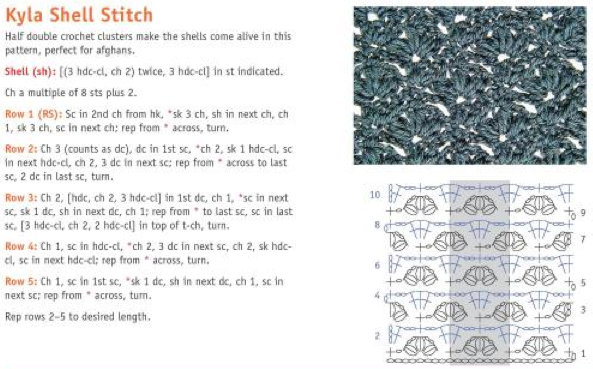 Kyla Shell Stitch
Half double crochet clusters make the shells come alive in this
pattern, perfect for afghans.
Shell (sh): [(3 hdc-cl, ch 2) twice, 3 hdc-cl] in st indicated.
Ch a multiple of 8 sts plus 2.
Row 1 (RS): Sc in 2nd ch from hk, *sk 3 ch, sh in next ch, ch
1, sk 3 ch, sc in next ch; rep from * across, turn.
Row 2: Ch 3 (counts as dc), dc in 1st sc, *ch 2, sk 1 hdc-cl, sc
in next hdc-cl, ch 2, 3 dc in next sc; rep from * across to last
sc, 2 dc in last sc, turn.
Row 3: Ch 2, [hdc, ch 2, 3 hdc-cl] in 1st dc, ch 1, *sc in next
sc, sk 1 dc, sh in next dc, ch 1; rep from * to last sc, sc in last
sc, [3 hdc-cl, ch 2, 2 hdc-cl] in top of t-ch, turn.
Row 4: Ch 1, sc in hdc-cl, *ch 2, 3 dc in next sc, ch 2, sk hdc-
cl, sc in next hdc-cl; rep from * across, turn.
Row 5: Ch 1, sc in 1st sc, *sk 1 dc, sh in next dc, ch 1, sc in
next sc; rep from * across, turn.
Rep rows 2–5 to desired length.
10
9
8
7
6
5
4
3
2
1